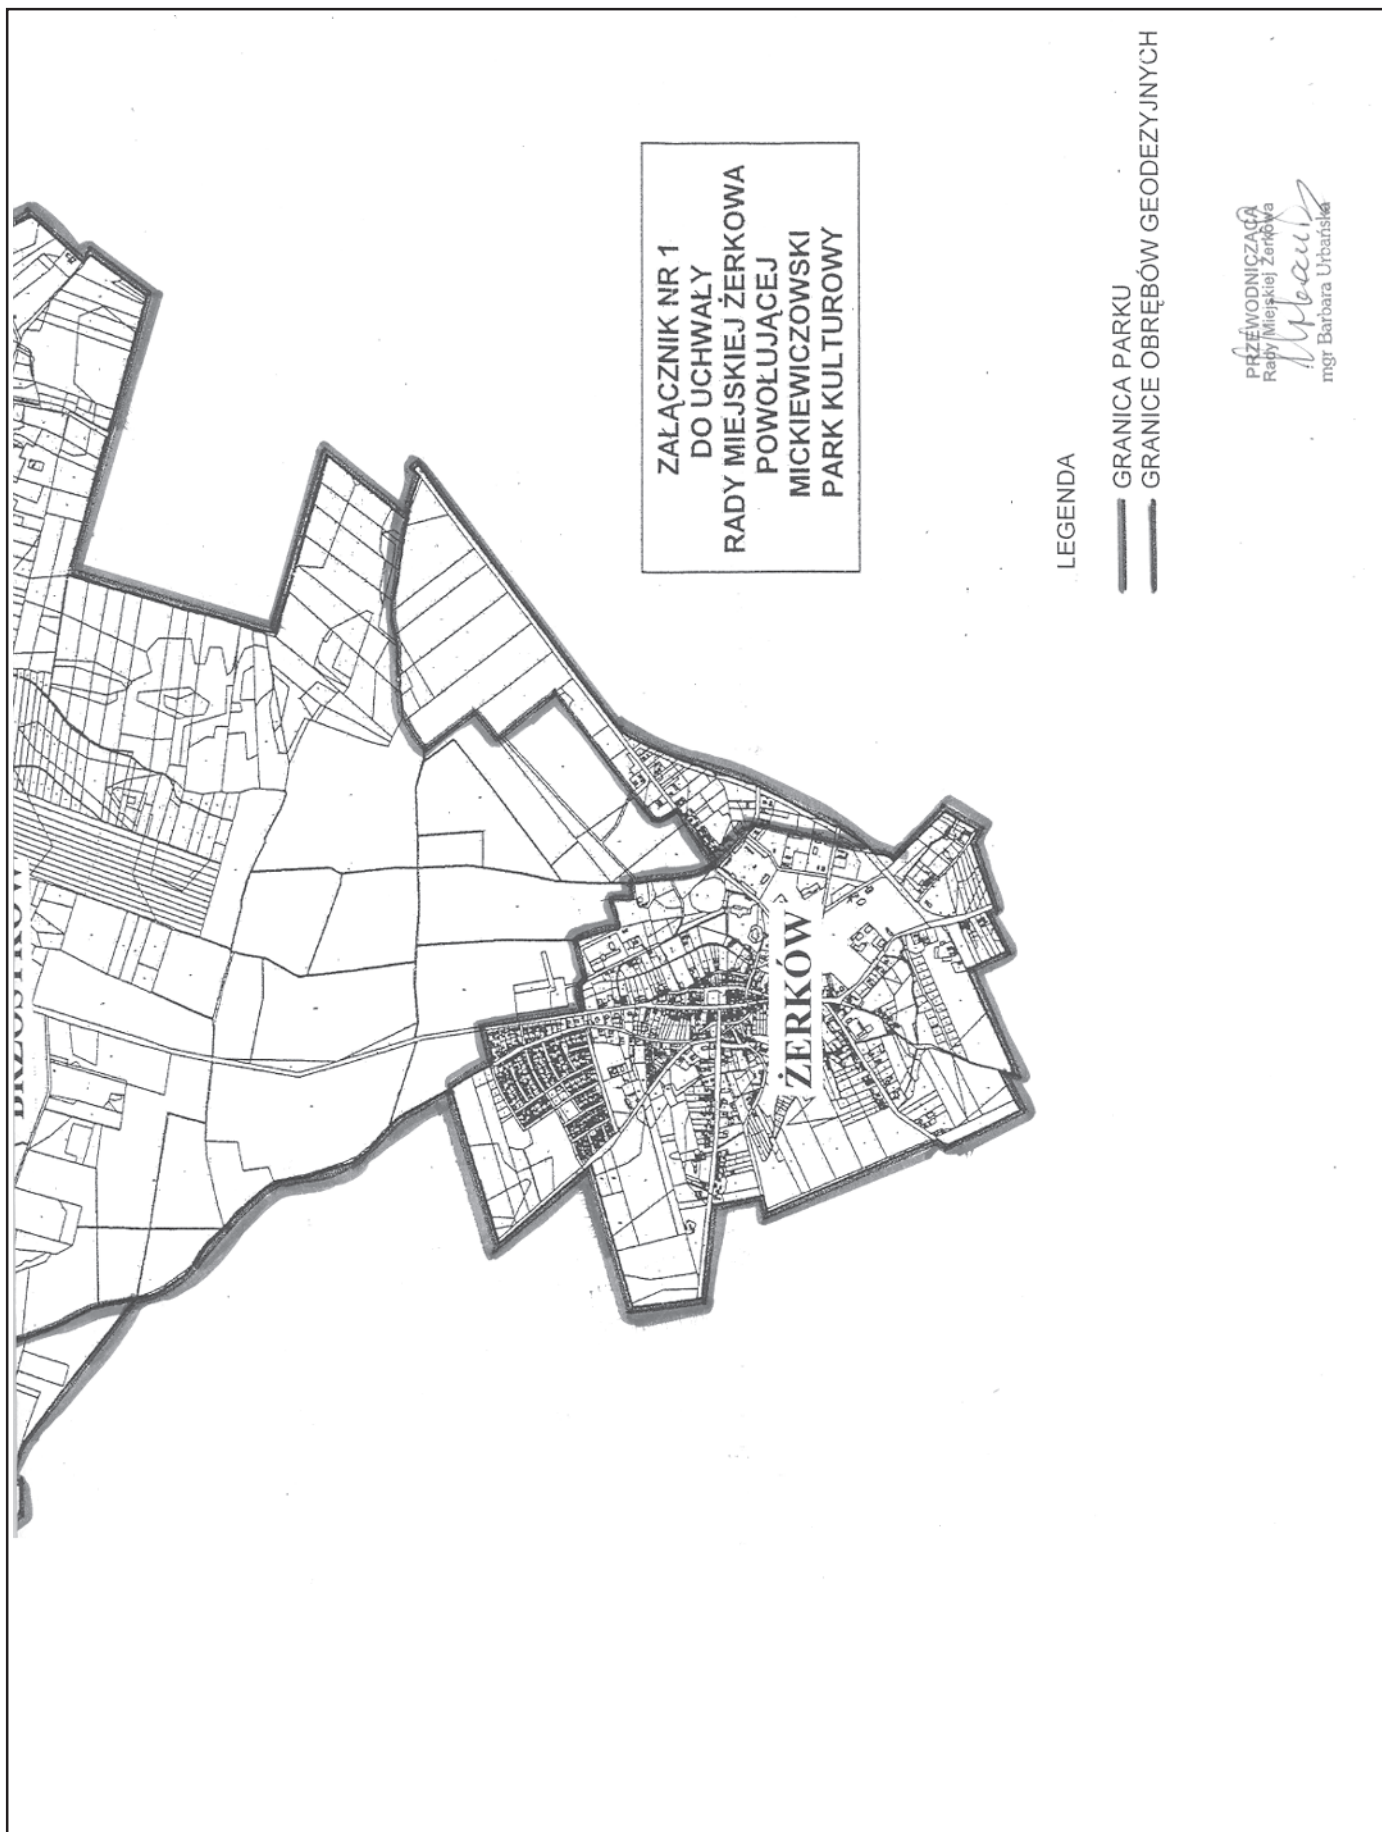 ZAŁĄCZNIK NR 1
DO UCHWAŁY
RADY MIEJSKIEJ ŻERKOWA
POWOŁUJĄCEJ
MICKIEWICZOWSKI
PARK KULTUROWY
ŻERKÓW
LEGENDA
GRANICA PARKU
GRANICE OBRĘBÓW GEODEZYJNYCH
PRZEWODNICZĄCA
Rady Miejskiej Żerkowa
mgr Barbara Urbańska